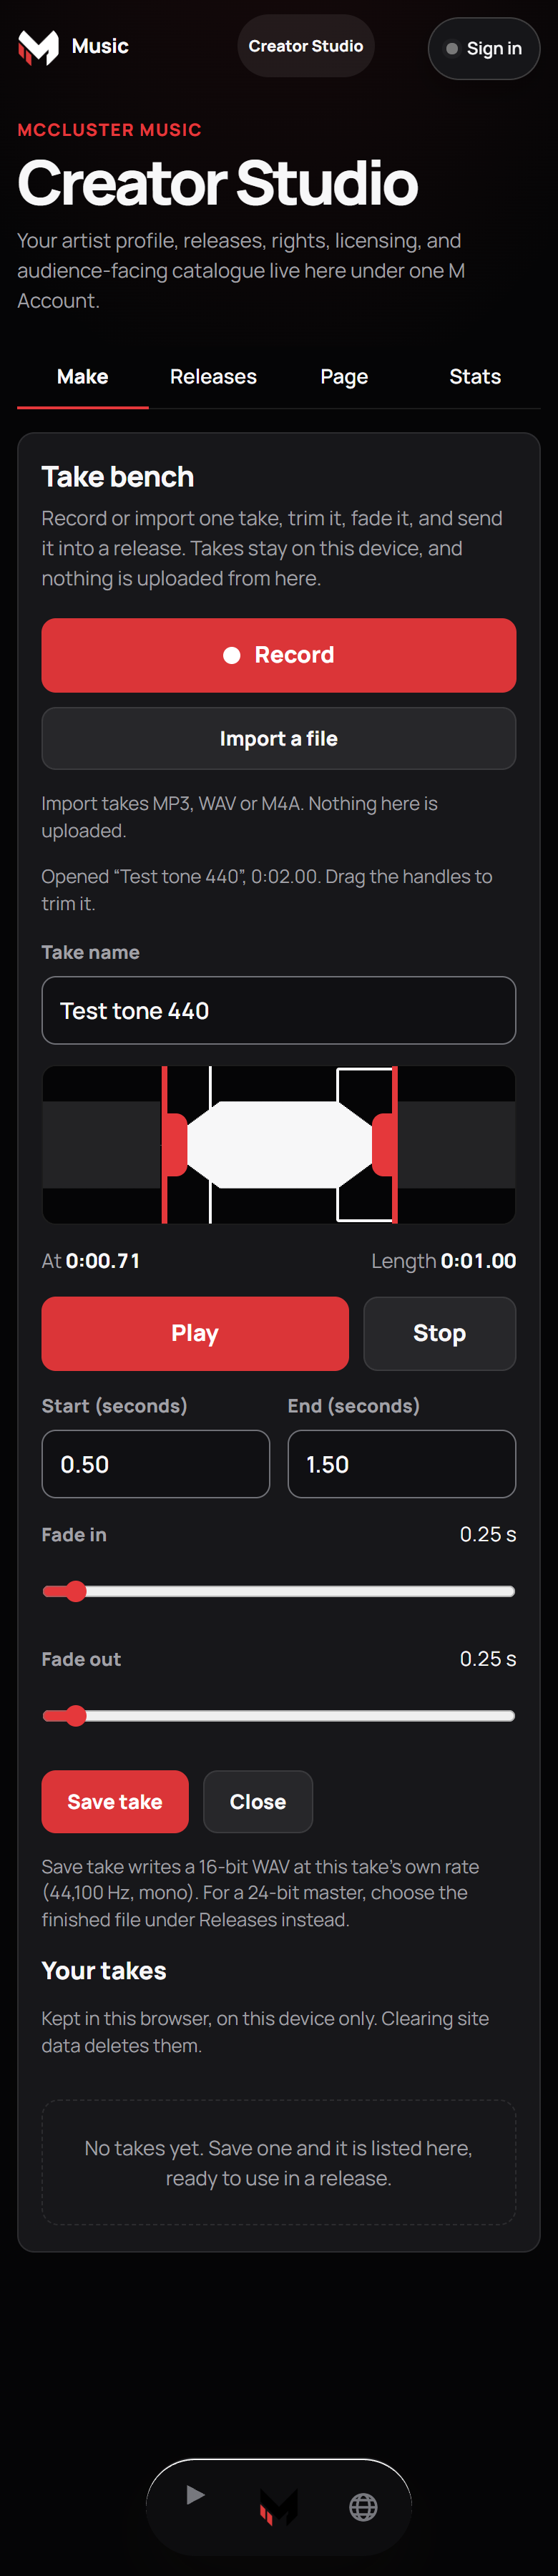 Music
Creator Studio
Sign in
MCCLUSTER MUSIC
Creator Studio
Your artist profile, releases, rights, licensing, and
audience-facing catalogue live here under one M
Account.
Make
Releases
Page
Stats
Take bench
Record or import one take, trim it, fade it, and send
it into a release. Takes stay on this device, and
nothing is uploaded from here.
Record
Import a file
Import takes MP3, WAV or M4A. Nothing here is
uploaded.
Opened “Test tone 440”, 0:02.00. Drag the handles to
trim it.
Take name
Test tone 440
At 0:00.71
Length 0:01.00
Play
Stop
Start (seconds)
End (seconds)
0.50
1.50
Fade in
0.25 s
Fade out
0.25 s
Save take
Close
Save take writes a 16-bit WAV at this take’s own rate
(44,100 Hz, mono). For a 24-bit master, choose the
finished file under Releases instead.
Your takes
Kept in this browser, on this device only. Clearing site
data deletes them.
No takes yet. Save one and it is listed here,
ready to use in a release.